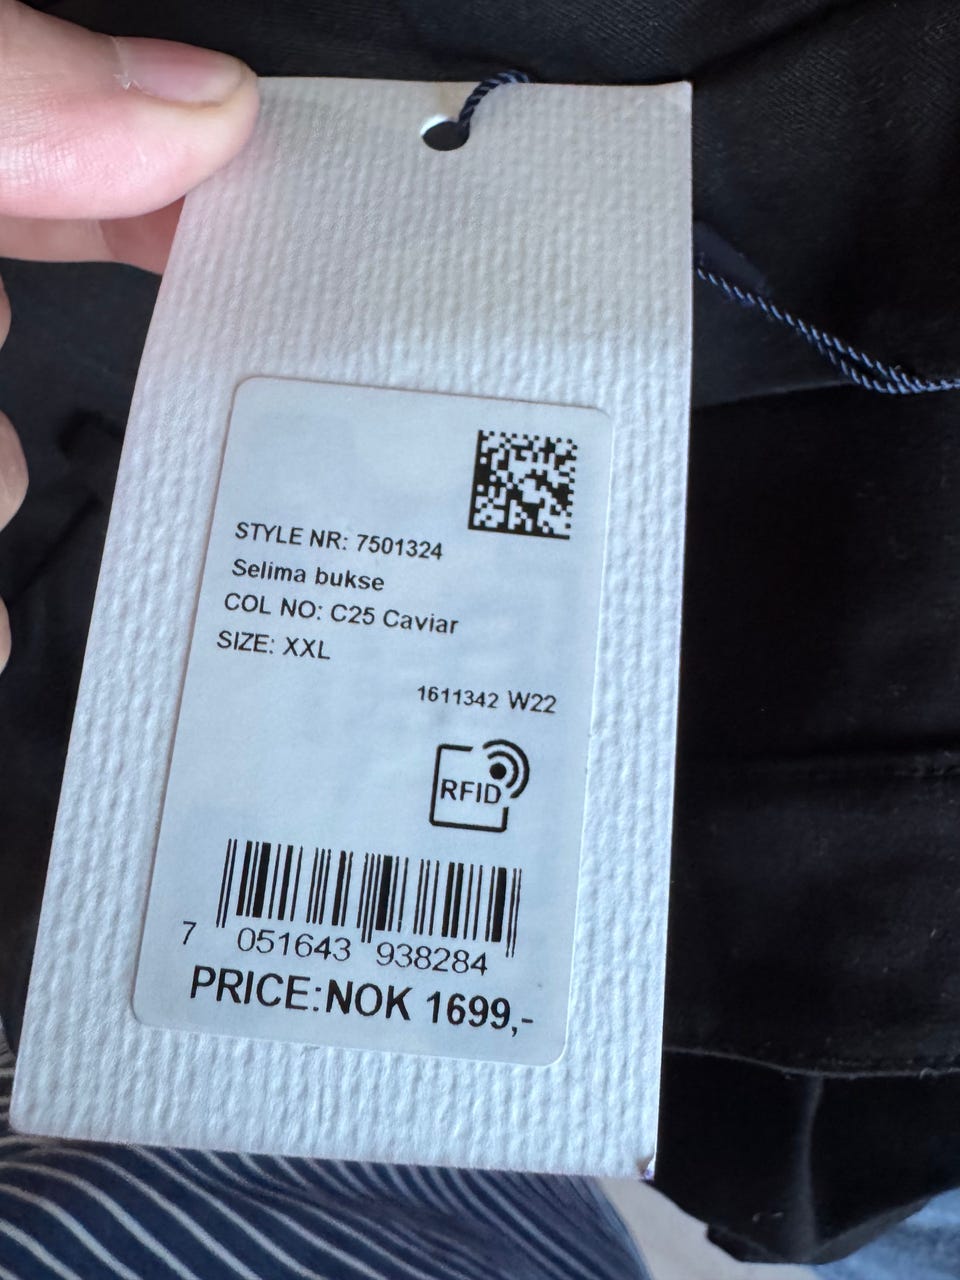 STYLE NR: 7501324
Selima bukse
COL NO: C25 Caviar
SIZE: XXL
1611342 W22
RFID
7 051643 938284
PRICE:NOK 1699,-